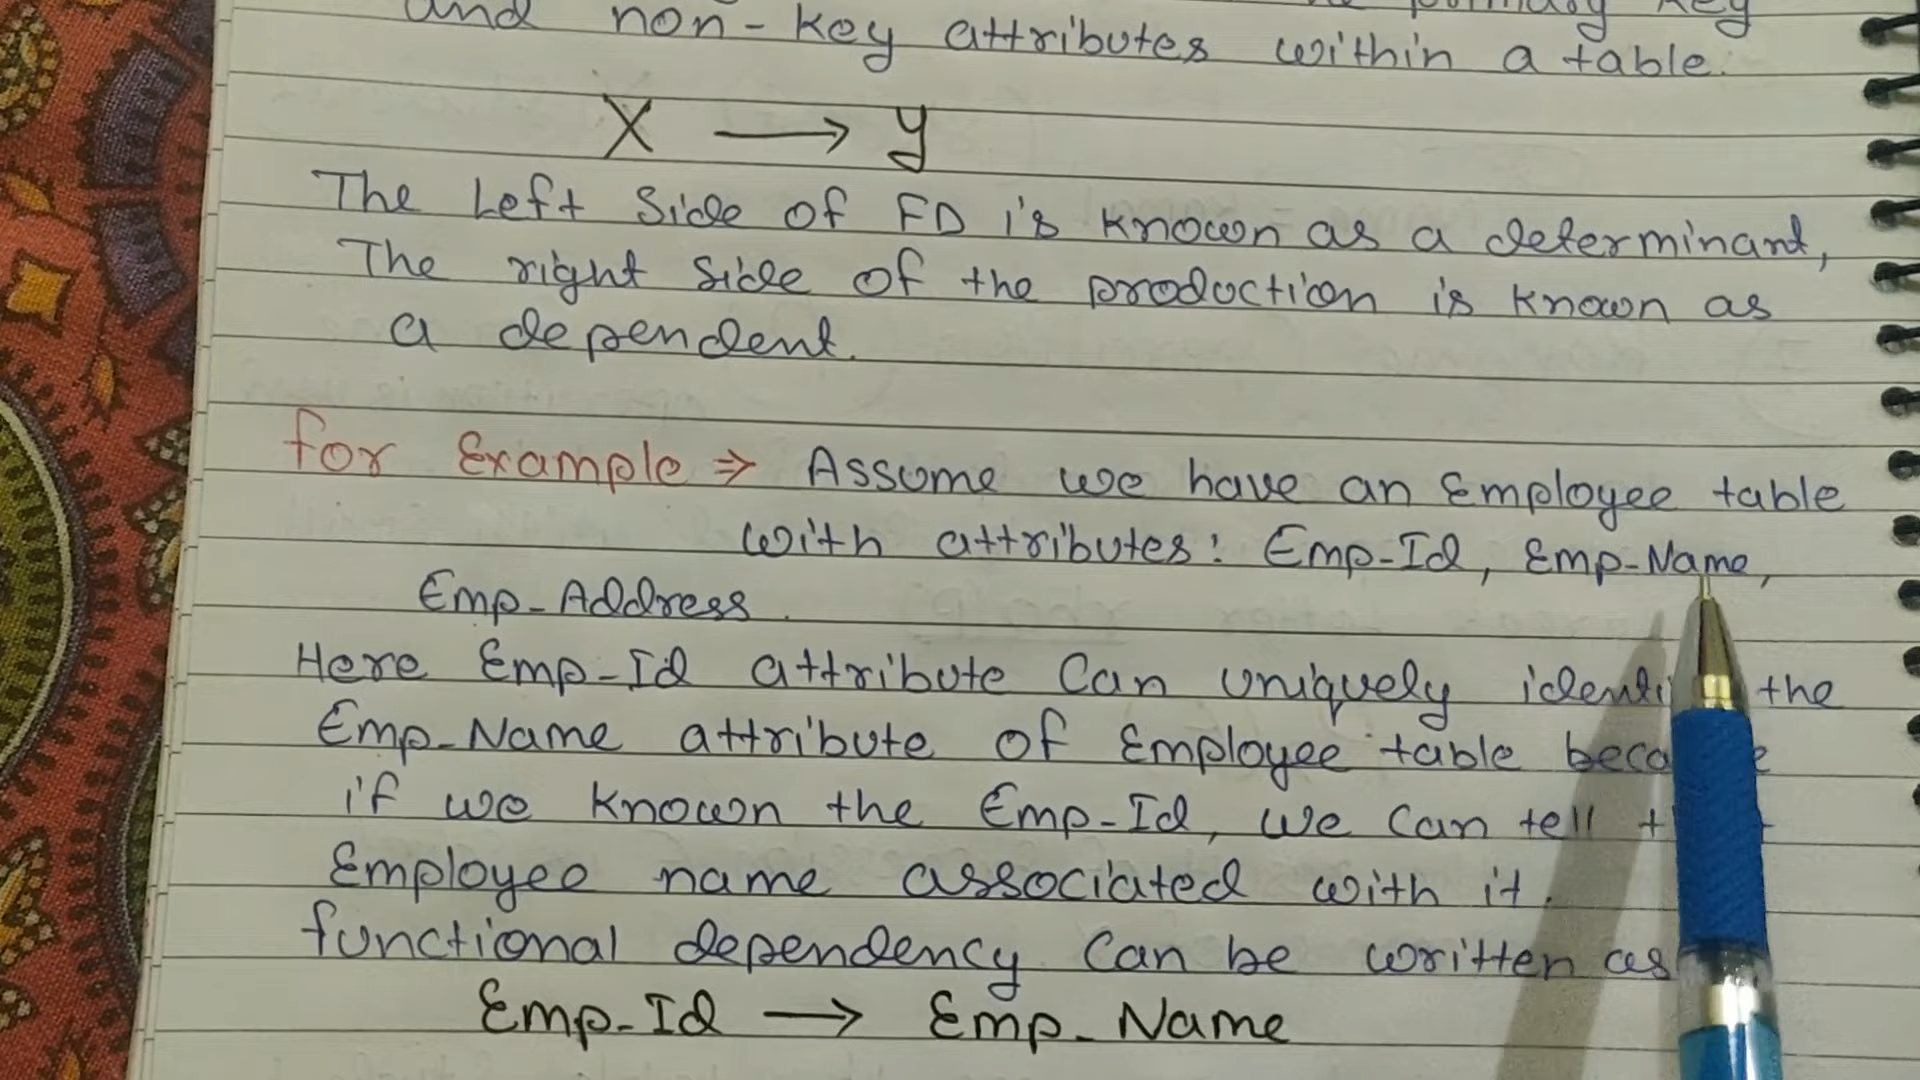 and non-key attributes within a table.
X → y
The Left Side of FD is known as a determinant,
The right side of the production is known as
a dependent.
for Example ⇒ Assume we have an Employee table
with attributes: Emp-Id, Emp-Name,
Emp-Address.
Here Emp-Id attribute Can uniquely the
Emp-Name attribute of Employee table
if we known the Emp-Id, we Can tell
Employee name associated with it.
functional dependency Can be written as
Emp-Id → Emp-Name